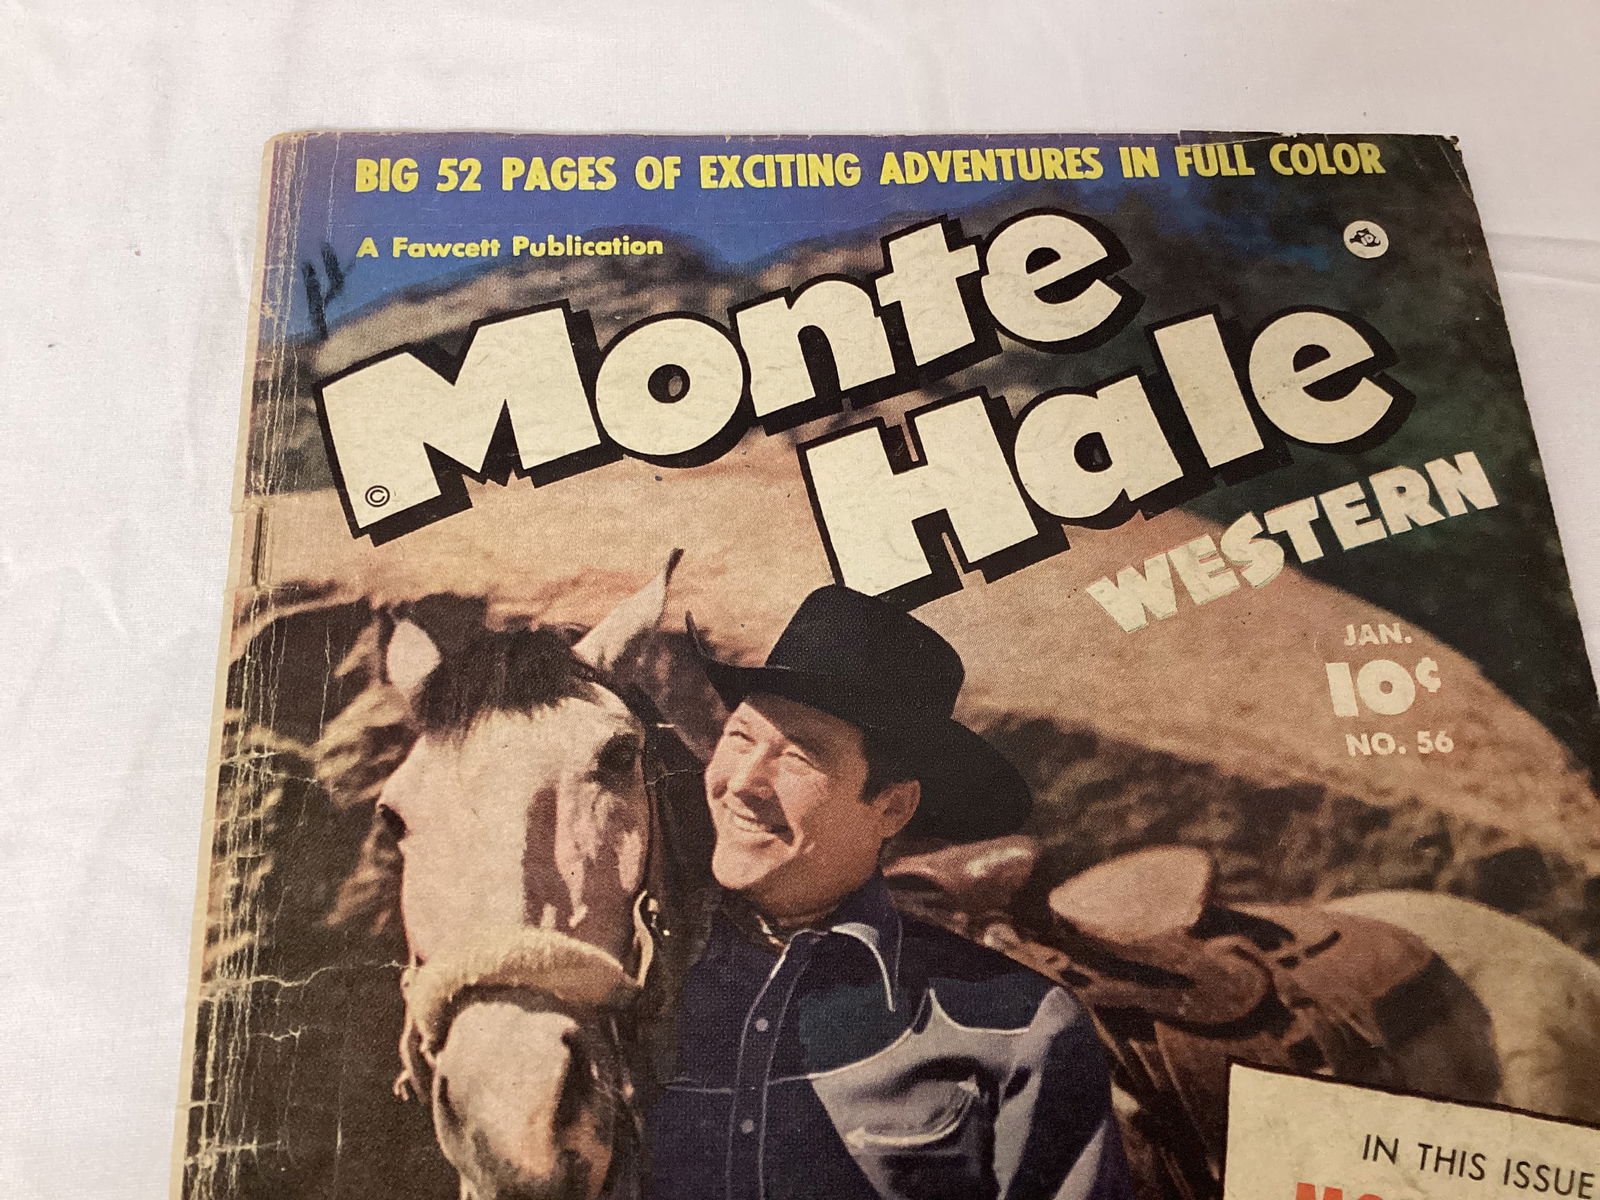 BIG 52 PAGES OF EXCITING ADVENTURES IN FULL COLOR
A Fawcett Publication
Monte
Hale
©
WESTERN
JAN.
10¢
NO. 56
IN THIS ISSUE